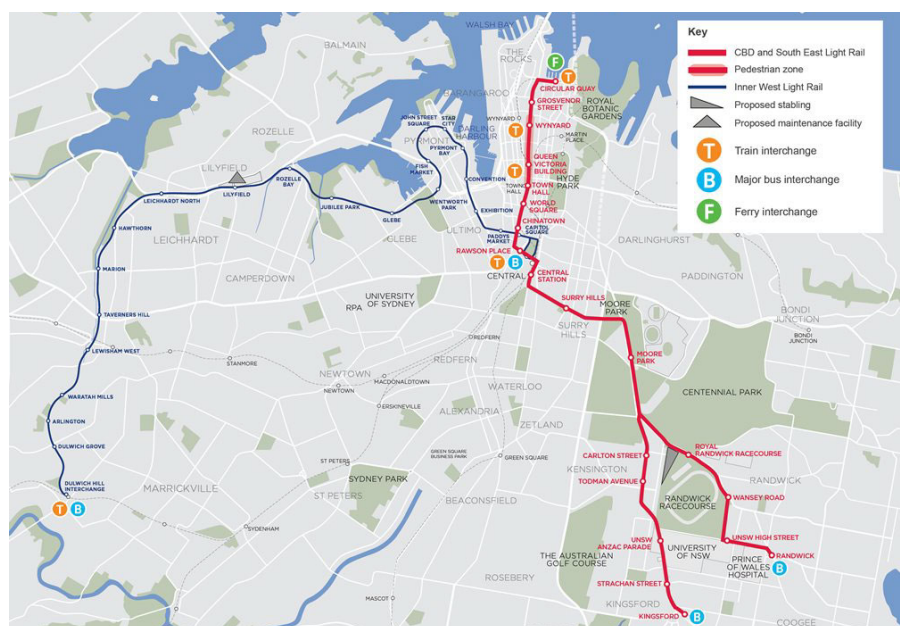 WALSH BAY
BALMAIN
THE
ROCKS
F
T
CIRCULAR QUAY
BARANGAROO
GROSVENOR
STREET
ROYAL
BOTANIC
GARDENS
WYNYARD
WYNYARD
T
MARTIN
PLACE
JOHN STREET
SQUARE
STAR
CITY
DARLING
HARBOUR
PYRMONT
PYRMONT
BAY
ROZELLE
FISH
MARKET
QUEEN
VICTORIA
BUILDING
T
HYDE
PARK
CONVENTION
TOWN
HALL
TOWN
HALL
LILYFIELD
LILYFIELD
ROZELLE
BAY
LEICHHARDT NORTH
JUBILEE PARK
GLEBE
WENTWORTH
PARK
EXHIBITION
WORLD
SQUARE
CHINATOWN
CAPITOL
SQUARE
HAWTHORN
LEICHHARDT
GLEBE
ULTIMO
PADDYS
MARKET
RAWSON PLACE
DARLINGHURST
T
B
CENTRAL
CENTRAL
STATION
MARION
CAMPERDOWN
PADDINGTON
UNIVERSITY
OF SYDNEY
RPA
SURRY HILLS
MOORE
PARK
BONDI
JUNCTION
BONDI
JUNCTION
TAVERNERS HILL
SURRY
HILLS
REDFERN
LEWISHAM WEST
STANMORE
REDFERN
MOORE
PARK
NEWTOWN
MACDONALDTOWN
NEWTOWN
WATERLOO
CENTENNIAL PARK
WARATAH MILLS
ERSKINEVILLE
ALEXANDRIA
ARLINGTON
ZETLAND
DULWICH GROVE
ROYAL
RANDWICK RACECOURSE
GREEN SQUARE
BUSINESS PARK
GREEN SQUARE
CARLTON STREET
ST PETERS
KENSINGTON
SYDNEY PARK
TODMAN AVENUE
RANDWICK
DULWICH HILL
INTERCHANGE
MARRICKVILLE
ST PETERS
BEACONSFIELD
RANDWICK
RACECOURSE
WANSEY ROAD
T
B
SYDENHAM
UNSW
ANZAC PARADE
UNIVERSITY
OF NSW
UNSW HIGH STREET
THE AUSTRALIAN
GOLF COURSE
PRINCE
OF WALES
HOSPITAL
RANDWICK
B
ROSEBERY
STRACHAN STREET
MASCOT
KINGSFORD
KINGSFORD
B
COOGEE
Key
CBD and South East Light Rail
Pedestrian zone
Inner West Light Rail
Proposed stabling
Proposed maintenance facility
T Train interchange
B Major bus interchange
F Ferry interchange